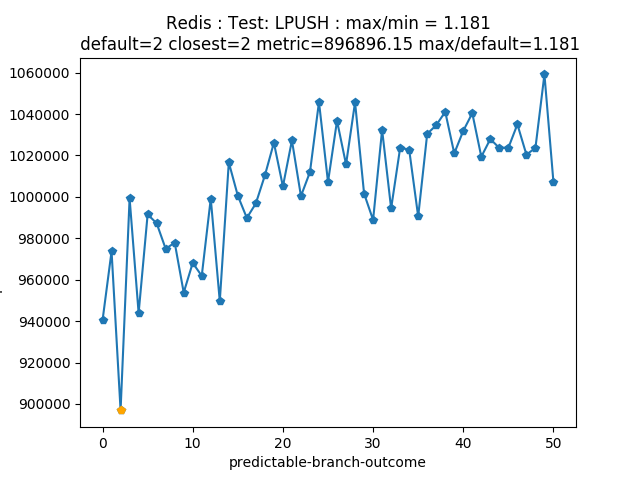 Redis : Test: LPUSH : max/min = 1.181
default=2 closest=2 metric=896896.15 max/default=1.181
1060000
1040000
1020000
1000000
980000
960000
940000
920000
900000
0 10 20 30 40 50
predictable-branch-outcome